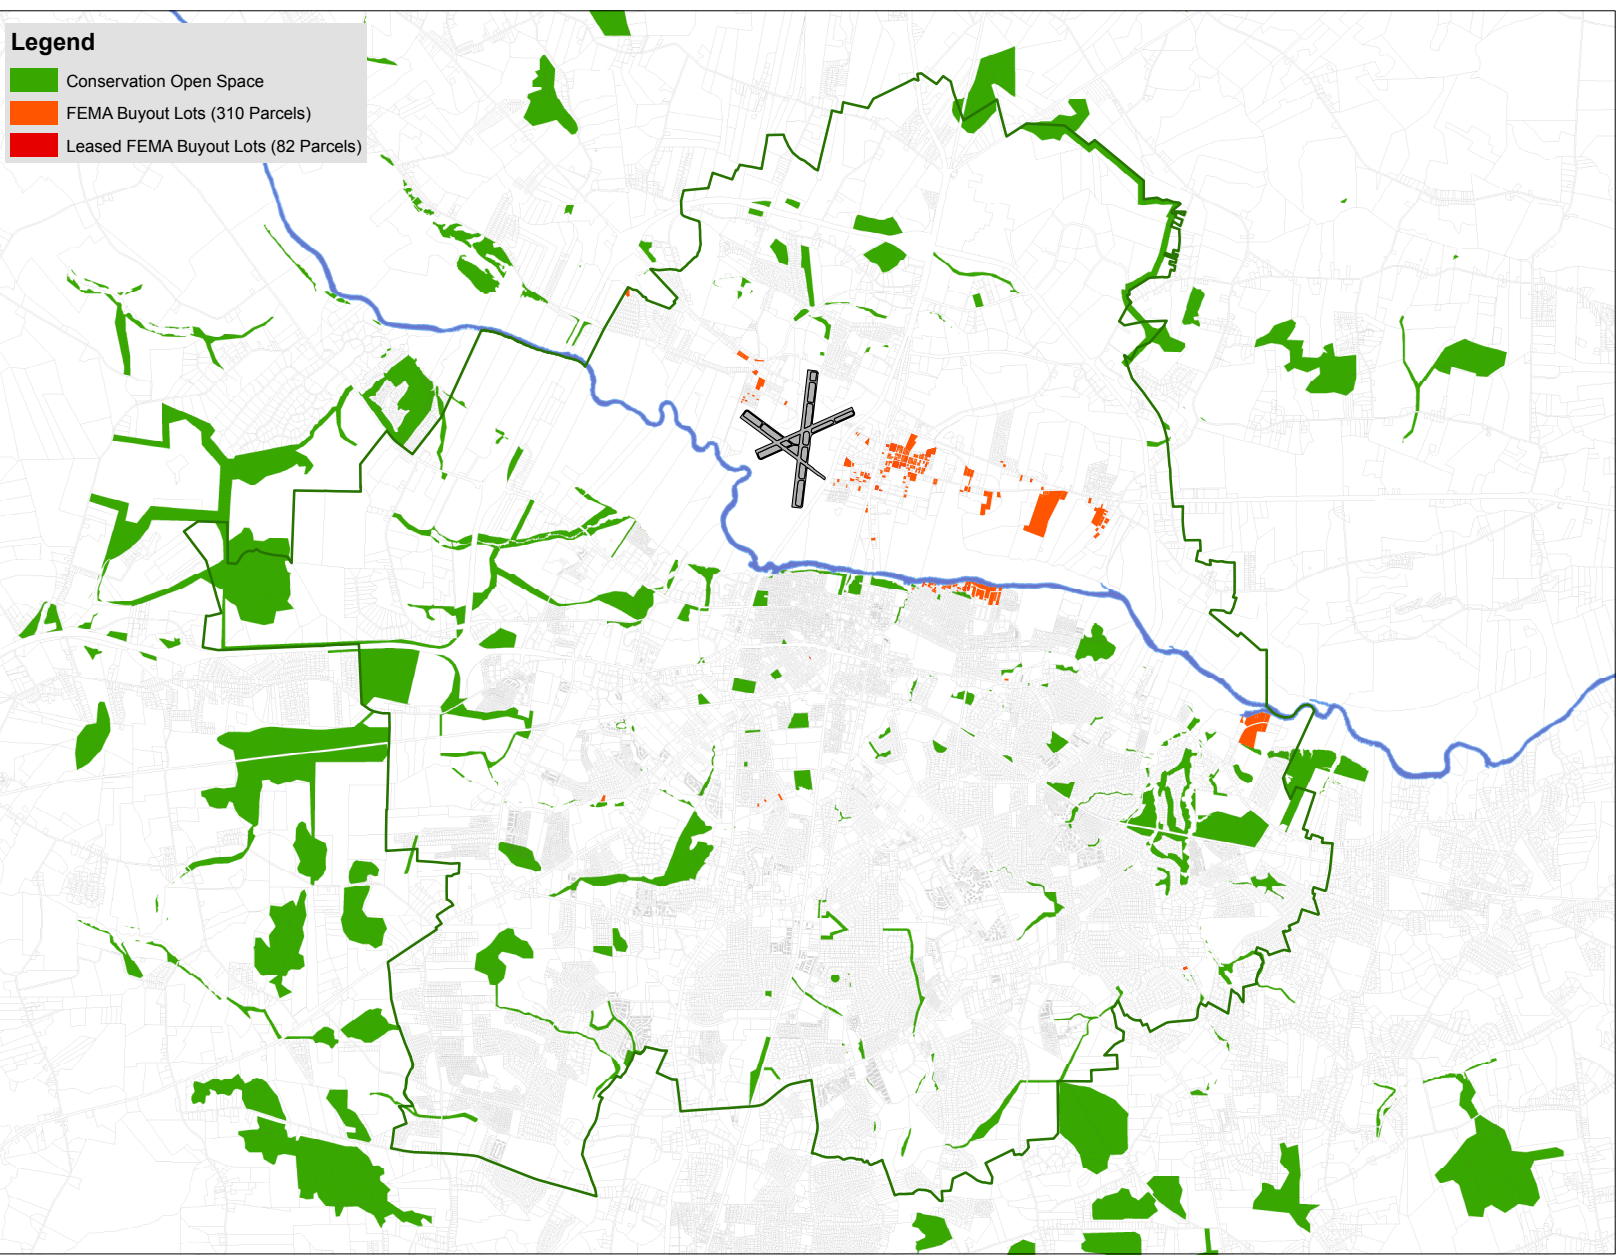 Legend
Conservation Open Space
FEMA Buyout Lots (310 Parcels)
Leased FEMA Buyout Lots (82 Parcels)